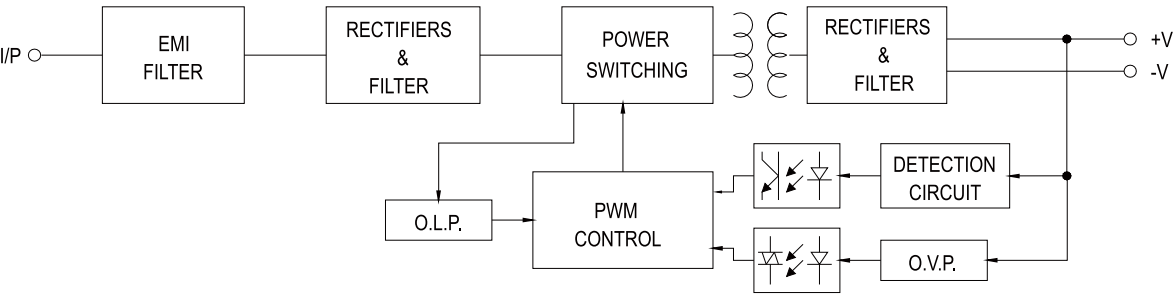 I/P
EMI
FILTER
RECTIFIERS
&
FILTER
POWER
SWITCHING
RECTIFIERS
&
FILTER
+V
-V
O.L.P.
PWM
CONTROL
DETECTION
CIRCUIT
O.V.P.